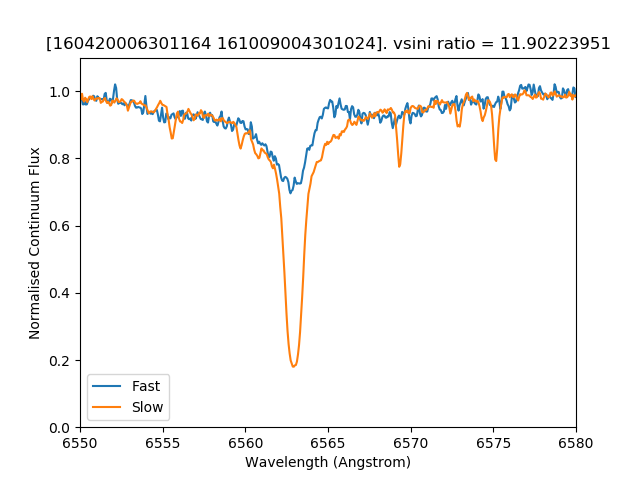 [160420006301164 161009004301024]. vsini ratio = 11.90223951
Normalised Continuum Flux
1.0
0.8
0.6
0.4
0.2
0.0
Fast
Slow
6550 6555 6560 6565 6570 6575 6580
Wavelength (Angstrom)